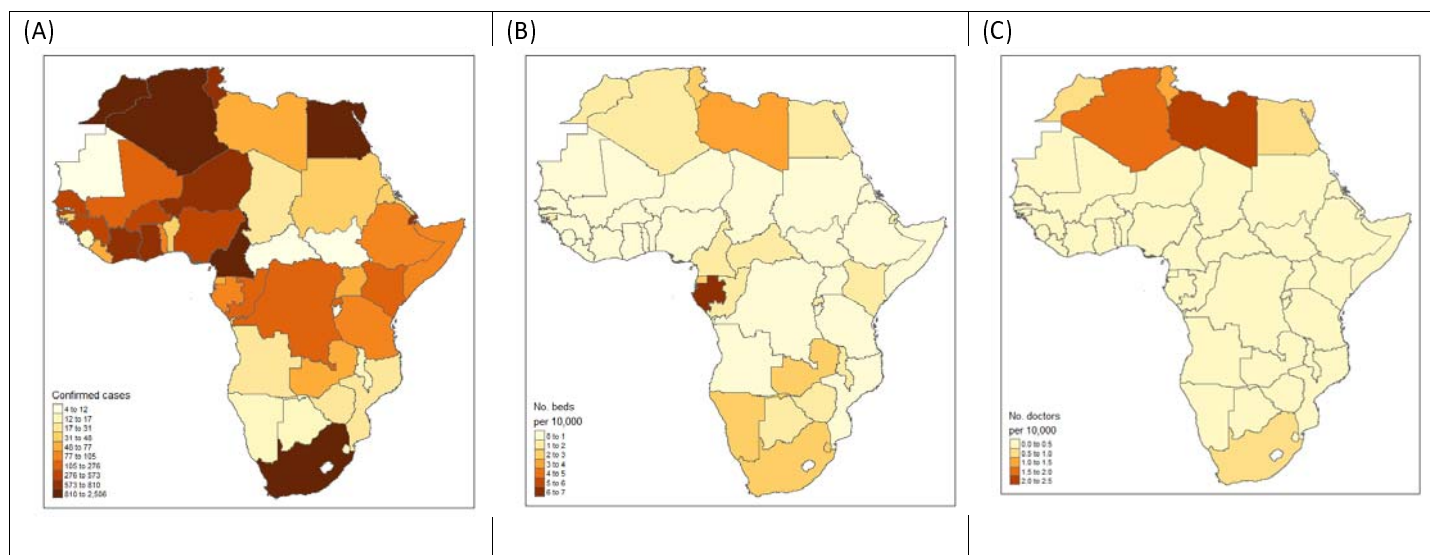 (A)
(B)
(C)
Confirmed cases
4 to 12
12 to 17
17 to 31
31 to 48
48 to 77
77 to 105
105 to 276
276 to 573
573 to 810
810 to 2,506
No. beds
per 10,000
0 to 1
1 to 2
2 to 3
3 to 4
4 to 5
5 to 6
6 to 7
No. doctors
per 10,000
0.0 to 0.5
0.5 to 1.0
1.0 to 1.5
1.5 to 2.0
2.0 to 2.5